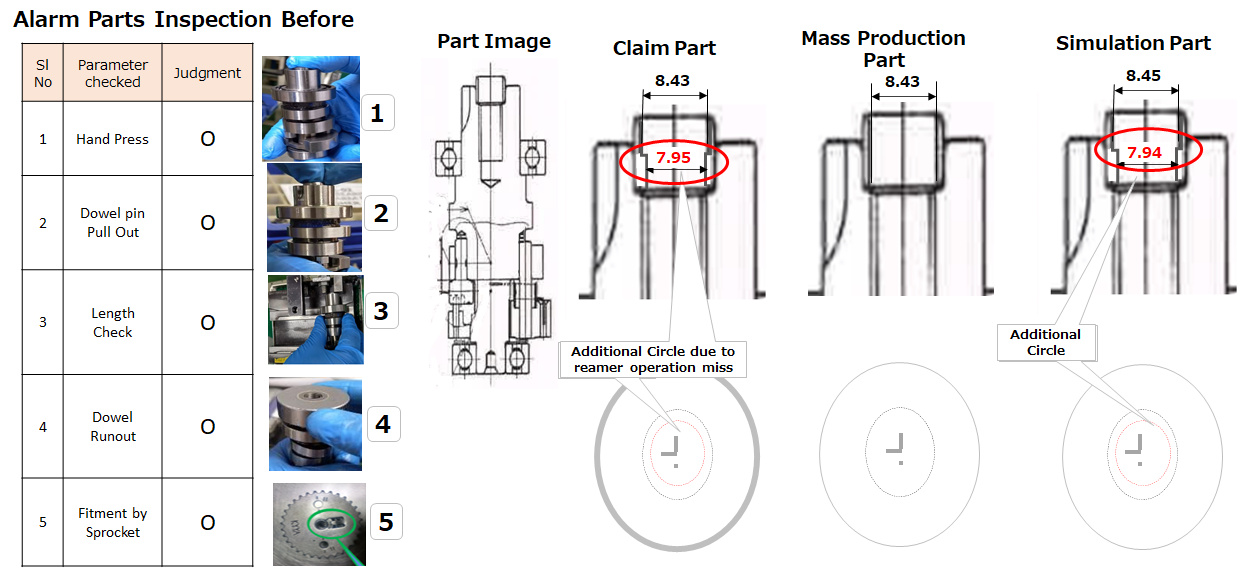 Alarm Parts Inspection Before
Sl
No
Parameter
checked
Judgment
1
Hand Press
O
1
2
Dowel pin
Pull Out
O
2
3
Length
Check
O
3
4
Dowel
Runout
O
4
5
Fitment by
Sprocket
O
5
Part Image
Claim Part
8.43
7.95
Additional Circle due to
reamer operation miss
Mass Production
Part
8.43
Simulation Part
8.45
7.94
Additional
Circle